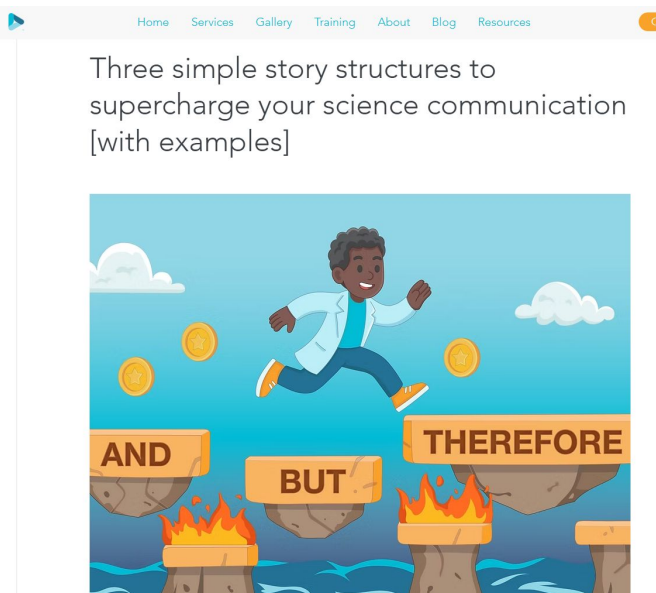 Home Services Gallery Training About Blog Resources
Three simple story structures to
supercharge your science communication
[with examples]
AND
BUT
THEREFORE